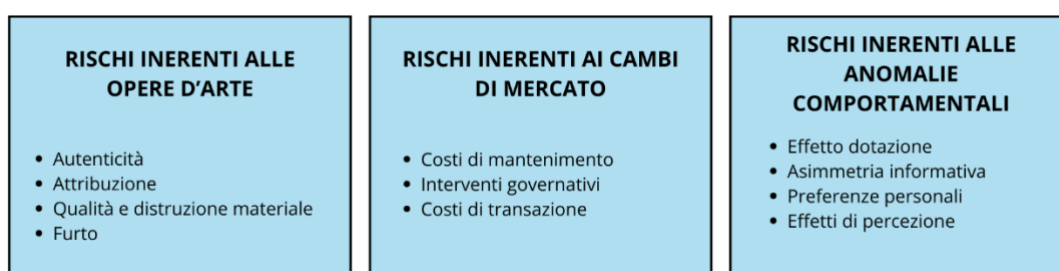 RISCHI INERENTI ALLE
OPERE D'ARTE
• Autenticità
• Attribuzione
• Qualità e distruzione materiale
• Furto
RISCHI INERENTI AI CAMBI
DI MERCATO
• Costi di mantenimento
• Interventi governativi
• Costi di transazione
RISCHI INERENTI ALLE
ANOMALIE
COMPORTAMENTALI
• Effetto dotazione
• Asimmetria informativa
• Preferenze personali
• Effetti di percezione